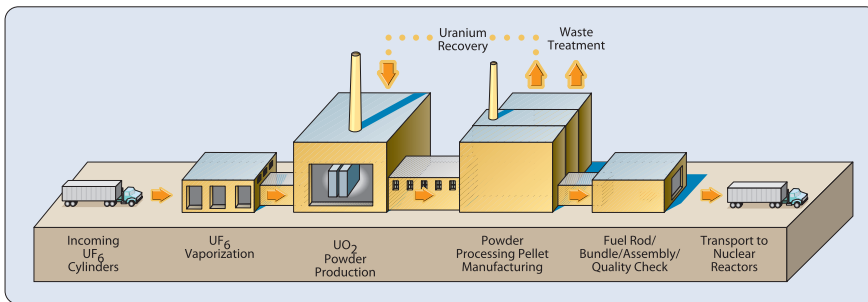 Uranium
Recovery
Waste
Treatment
Incoming
UF6
Cylinders
UF6
Vaporization
UO2
Powder
Production
Powder
Processing Pellet
Manufacturing
Fuel Rod/
Bundle/Assembly/
Quality Check
Transport to
Nuclear
Reactors